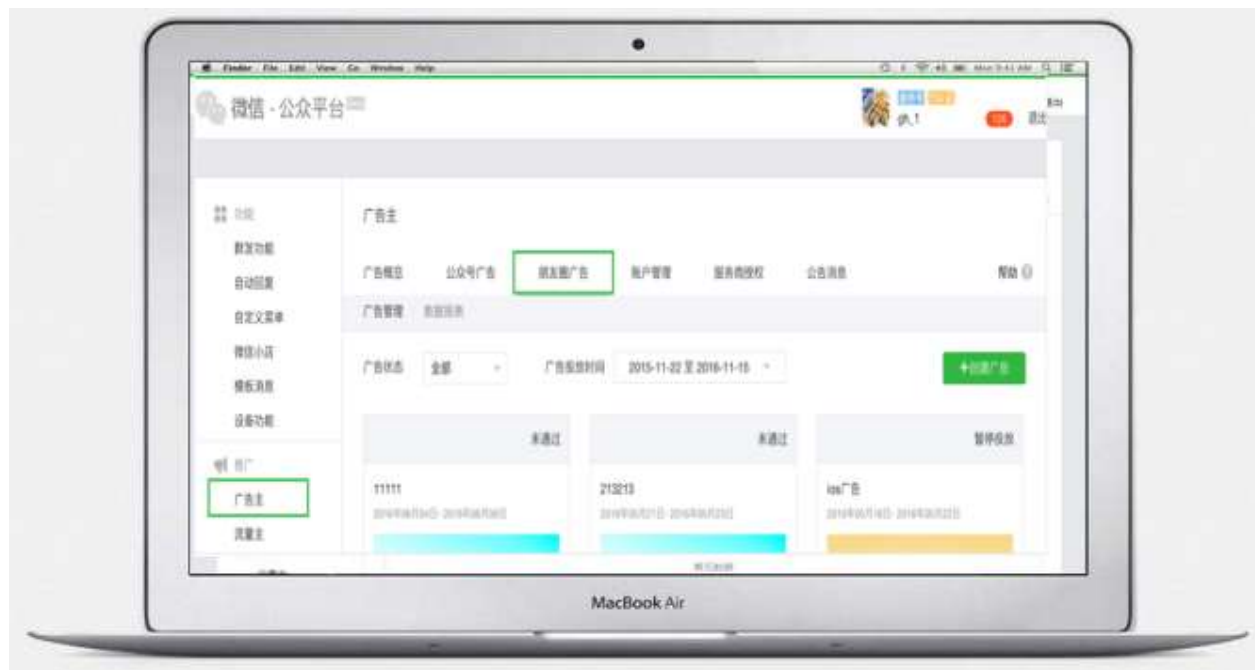 Finder File Edit View Go Window Help
微信·公众平台
退出
功能
群发功能
自动回复
自定义菜单
微信小店
模板消息
设备功能
推广
广告主
流量主
广告主
广告概览 公众号广告 朋友圈广告 账户管理 服务商授权 公告消息 帮助
广告管理 数据报表
广告状态 全部 广告投放时间 2015-11-22 至 2016-11-15 +创建广告
未通过 未通过 暂停投放
11111 213213 ios广告
MacBook Air